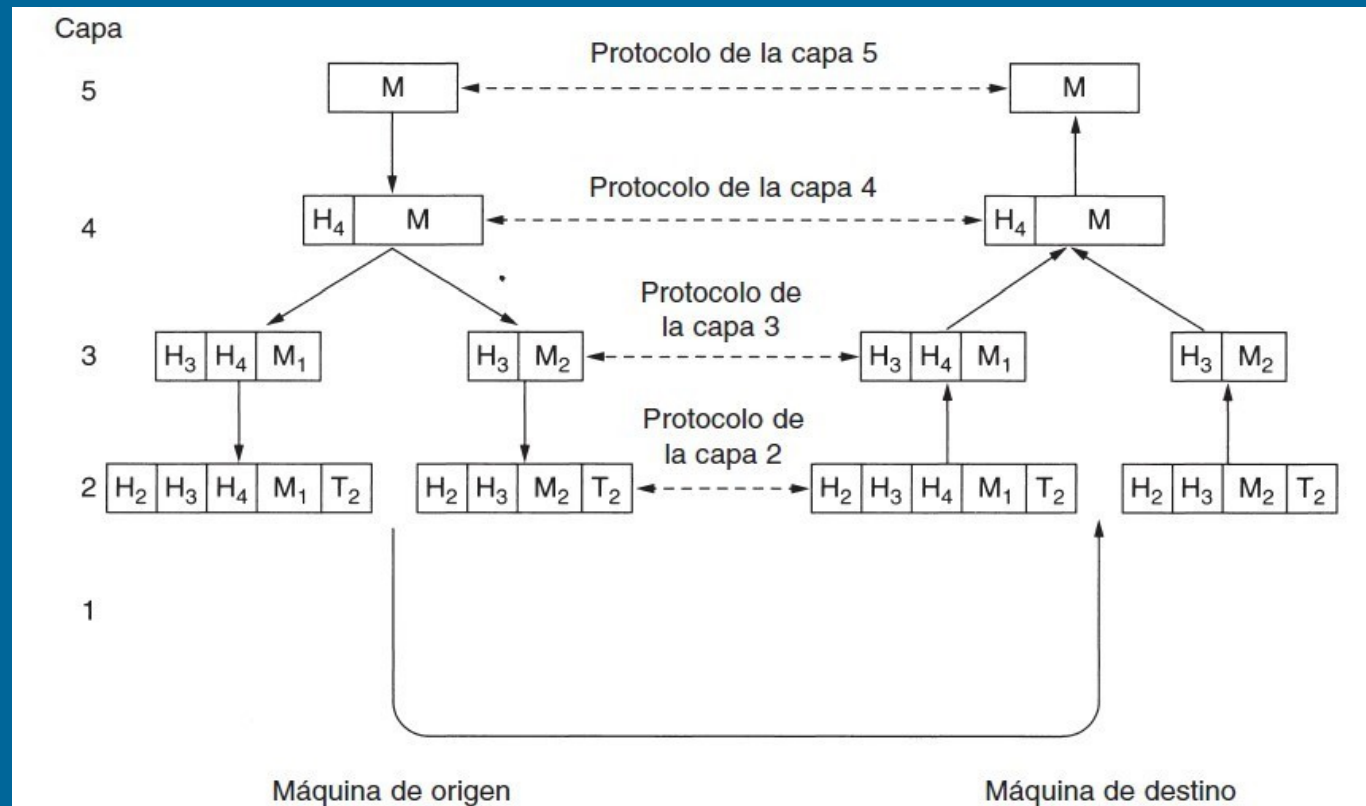 Capa
Protocolo de la capa 5
5 M M
Protocolo de la capa 4
4 H₄ M H₄ M
Protocolo de
la capa 3
3 H₃ H₄ M₁ H₃ M₂ H₃ H₄ M₁ H₃ M₂
Protocolo de
la capa 2
2 H₂ H₃ H₄ M₁ T₂ H₂ H₃ M₂ T₂ H₂ H₃ H₄ M₁ T₂ H₂ H₃ M₂ T₂
1
Máquina de origen Máquina de destino